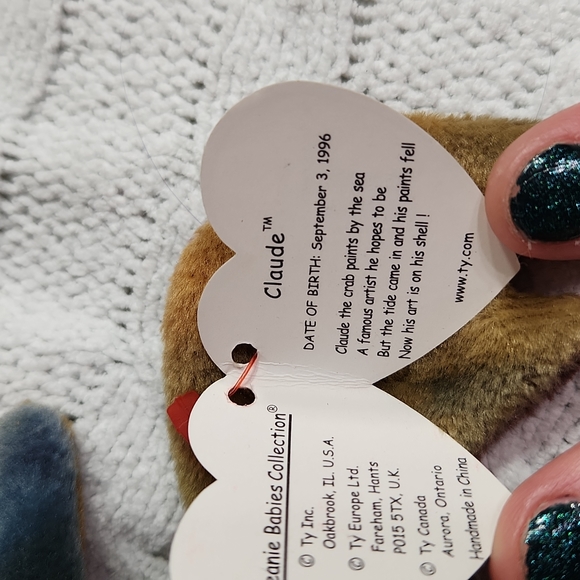 Claude™
DATE OF BIRTH: September 3, 1996
Claude the crab paints by the sea
A famous artist he hopes to be
But the tide came in and his paints fell
Now his art is on his shell !
www.ty.com
Babies Collection®
© Ty Inc.
Oakbrook, IL. U.S.A.
© Ty Europe Ltd.
Fareham, Hants
PO15 5TX, U.K.
© Ty Canada
Aurora, Ontario
Handmade in China